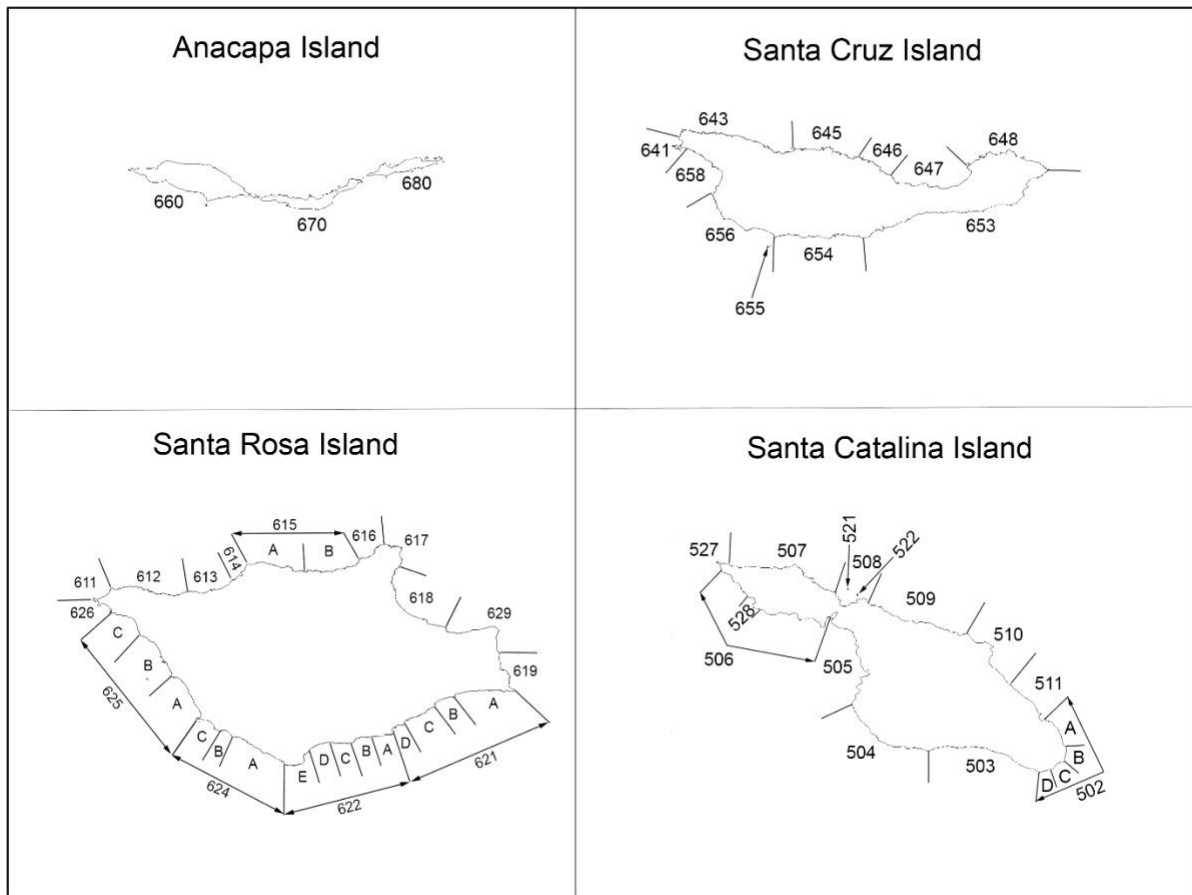 Anacapa Island
660
670
680
Santa Cruz Island
643
645
646
647
648
641
658
656
655
654
653
Santa Rosa Island
615
A
B
616
617
614
613
612
611
626
618
629
619
C
B
A
625
C
B
A
624
E
D
C
B
A
622
D
C
B
A
621
Santa Catalina Island
527
507
521
508
522
509
510
511
528
506
505
504
503
A
B
C
D
502